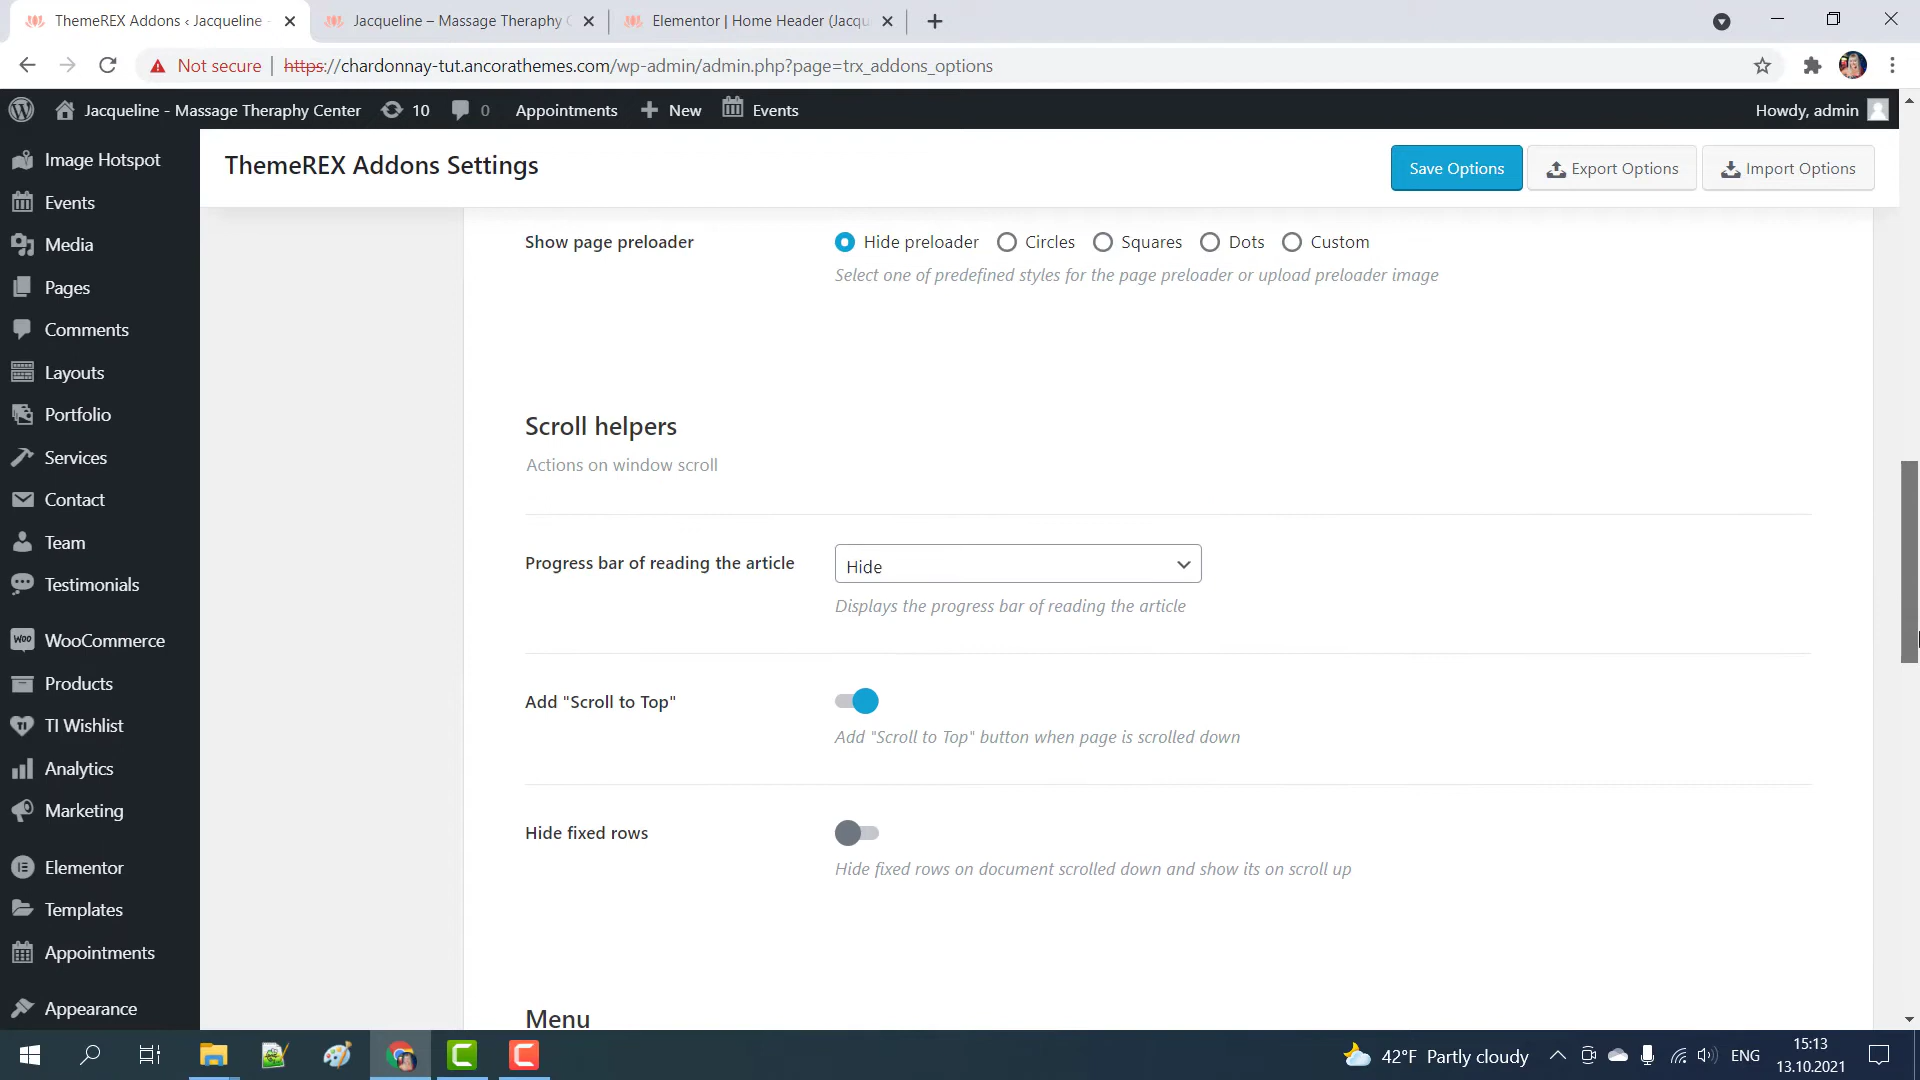 ThemeREX Addons ‹ Jacqueline -
Jacqueline – Massage Theraphy C
Elementor | Home Header (Jacqu
Not secure | https://chardonnay-tut.ancorathemes.com/wp-admin/admin.php?page=trx_addons_options
Jacqueline - Massage Theraphy Center
10
0
Appointments
New
Events
Howdy, admin
Image Hotspot
Events
Media
Pages
Comments
Layouts
Portfolio
Services
Contact
Team
Testimonials
WooCommerce
Products
TI Wishlist
Analytics
Marketing
Elementor
Templates
Appointments
Appearance
ThemeREX Addons Settings
Save Options
Export Options
Import Options
Show page preloader
Hide preloader
Circles
Squares
Dots
Custom
Select one of predefined styles for the page preloader or upload preloader image
Scroll helpers
Actions on window scroll
Progress bar of reading the article
Hide
Displays the progress bar of reading the article
Add "Scroll to Top"
Add "Scroll to Top" button when page is scrolled down
Hide fixed rows
Hide fixed rows on document scrolled down and show its on scroll up
Menu
42°F Partly cloudy
ENG
15:13
13.10.2021